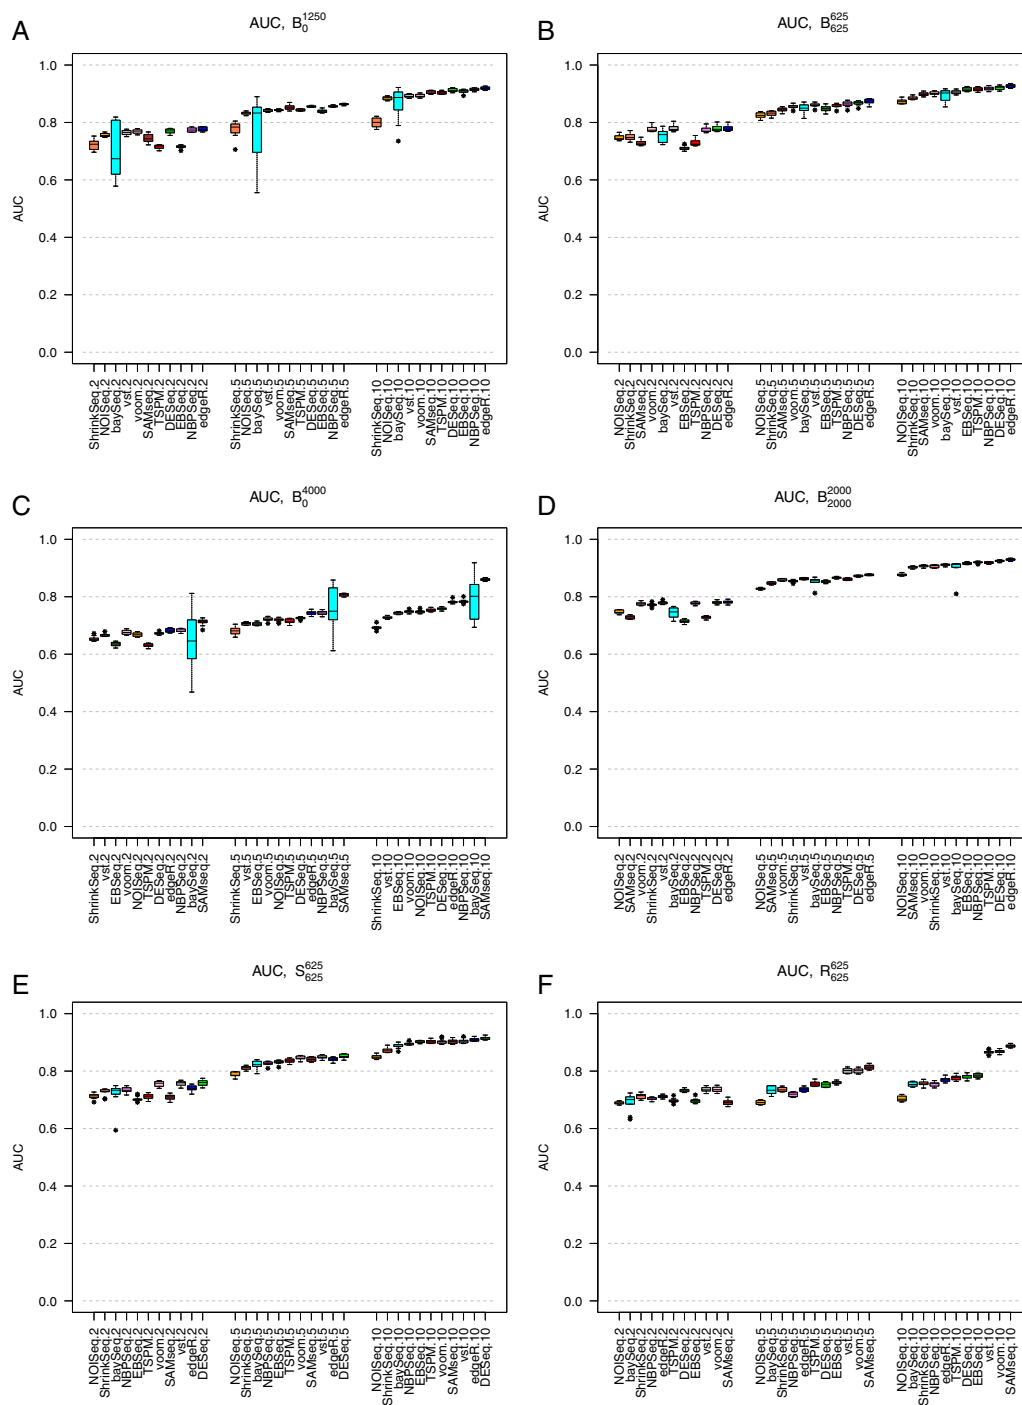 A
AUC, B₀¹²⁵⁰
AUC
1.0
0.8
0.6
0.4
0.2
0.0
ShrinkSeq.2
NOISeq.2
baySeq.2
vst.2
voom.2
SAMseq.2
TSPM.2
DESeq.2
EBSeq.2
NBPSeq.2
edgeR.2
ShrinkSeq.5
NOISeq.5
baySeq.5
vst.5
voom.5
SAMseq.5
TSPM.5
DESeq.5
EBSeq.5
NBPSeq.5
edgeR.5
ShrinkSeq.10
NOISeq.10
baySeq.10
vst.10
voom.10
SAMseq.10
TSPM.10
DESeq.10
EBSeq.10
NBPSeq.10
edgeR.10
B
AUC, B₆₂₅⁶²⁵
AUC
1.0
0.8
0.6
0.4
0.2
0.0
NOISeq.2
ShrinkSeq.2
SAMseq.2
voom.2
baySeq.2
vst.2
EBSeq.2
TSPM.2
NBPSeq.2
DESeq.2
edgeR.2
NOISeq.5
ShrinkSeq.5
SAMseq.5
voom.5
baySeq.5
vst.5
EBSeq.5
TSPM.5
NBPSeq.5
DESeq.5
edgeR.5
NOISeq.10
ShrinkSeq.10
SAMseq.10
voom.10
baySeq.10
vst.10
EBSeq.10
TSPM.10
NBPSeq.10
DESeq.10
edgeR.10
C
AUC, B₀⁴⁰⁰⁰
AUC
1.0
0.8
0.6
0.4
0.2
0.0
ShrinkSeq.2
vst.2
EBSeq.2
voom.2
NOISeq.2
TSPM.2
DESeq.2
edgeR.2
NBPSeq.2
baySeq.2
SAMseq.2
ShrinkSeq.5
vst.5
EBSeq.5
voom.5
NOISeq.5
TSPM.5
DESeq.5
edgeR.5
NBPSeq.5
baySeq.5
SAMseq.5
ShrinkSeq.10
vst.10
EBSeq.10
voom.10
NOISeq.10
TSPM.10
DESeq.10
edgeR.10
NBPSeq.10
baySeq.10
SAMseq.10
D
AUC, B₂₀₀₀²⁰⁰⁰
AUC
1.0
0.8
0.6
0.4
0.2
0.0
NOISeq.2
SAMseq.2
voom.2
ShrinkSeq.2
vst.2
baySeq.2
EBSeq.2
NBPSeq.2
TSPM.2
DESeq.2
edgeR.2
NOISeq.5
SAMseq.5
voom.5
ShrinkSeq.5
vst.5
baySeq.5
EBSeq.5
NBPSeq.5
TSPM.5
DESeq.5
edgeR.5
NOISeq.10
SAMseq.10
voom.10
ShrinkSeq.10
vst.10
baySeq.10
EBSeq.10
NBPSeq.10
TSPM.10
DESeq.10
edgeR.10
E
AUC, S₆₂₅⁶²⁵
AUC
1.0
0.8
0.6
0.4
0.2
0.0
NOISeq.2
ShrinkSeq.2
baySeq.2
NBPSeq.2
EBSeq.2
TSPM.2
voom.2
SAMseq.2
vst.2
edgeR.2
DESeq.2
NOISeq.5
ShrinkSeq.5
baySeq.5
NBPSeq.5
EBSeq.5
TSPM.5
voom.5
SAMseq.5
vst.5
edgeR.5
DESeq.5
NOISeq.10
ShrinkSeq.10
baySeq.10
NBPSeq.10
EBSeq.10
TSPM.10
voom.10
SAMseq.10
vst.10
edgeR.10
DESeq.10
F
AUC, R₆₂₅⁶²⁵
AUC
1.0
0.8
0.6
0.4
0.2
0.0
NOISeq.2
baySeq.2
ShrinkSeq.2
NBPSeq.2
edgeR.2
TSPM.2
DESeq.2
EBSeq.2
vst.2
voom.2
SAMseq.2
NOISeq.5
baySeq.5
ShrinkSeq.5
NBPSeq.5
edgeR.5
TSPM.5
DESeq.5
EBSeq.5
vst.5
voom.5
SAMseq.5
NOISeq.10
baySeq.10
ShrinkSeq.10
NBPSeq.10
edgeR.10
TSPM.10
DESeq.10
EBSeq.10
vst.10
voom.10
SAMseq.10